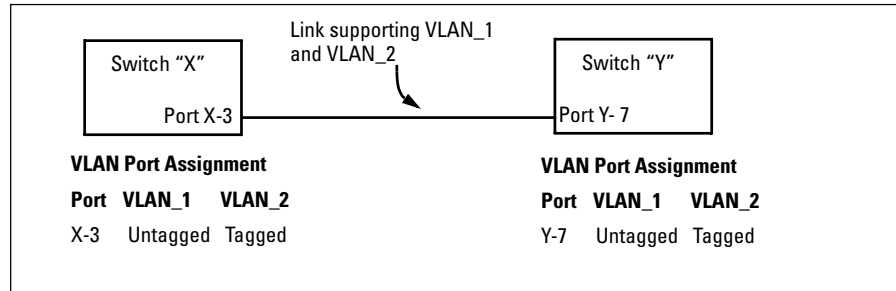 Link supporting VLAN_1
and VLAN_2
Switch “X”
Port X-3
Switch “Y”
Port Y- 7
VLAN Port Assignment
Port VLAN_1 VLAN_2
X-3 Untagged Tagged
VLAN Port Assignment
Port VLAN_1 VLAN_2
Y-7 Untagged Tagged